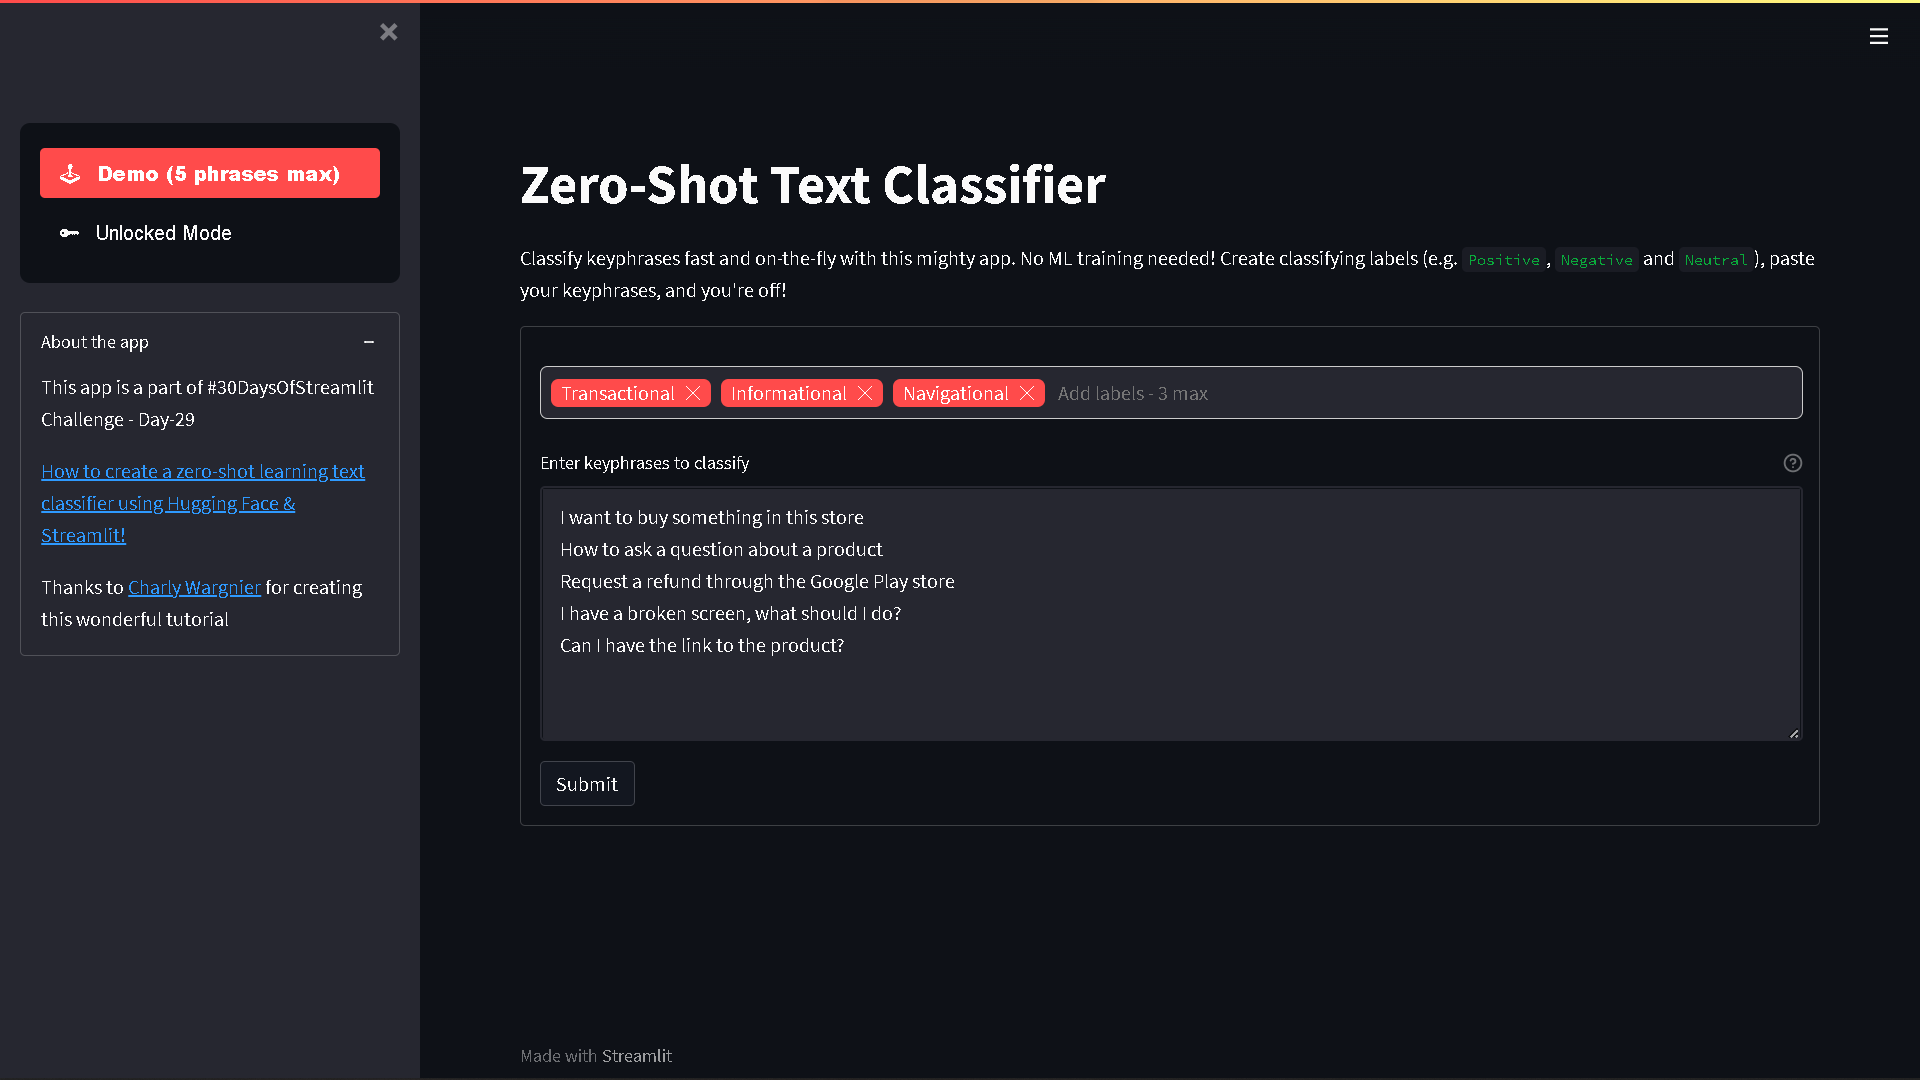 Demo (5 phrases max)
Unlocked Mode
About the app
This app is a part of #30DaysOfStreamlit
Challenge - Day-29
How to create a zero-shot learning text
classifier using Hugging Face &
Streamlit!
Thanks to Charly Wargnier for creating
this wonderful tutorial
Zero-Shot Text Classifier
Classify keyphrases fast and on-the-fly with this mighty app. No ML training needed! Create classifying labels (e.g. Positive, Negative and Neutral), paste
your keyphrases, and you're off!
Transactional Informational Navigational Add labels - 3 max
Enter keyphrases to classify
I want to buy something in this store
How to ask a question about a product
Request a refund through the Google Play store
I have a broken screen, what should I do?
Can I have the link to the product?
Submit
Made with Streamlit